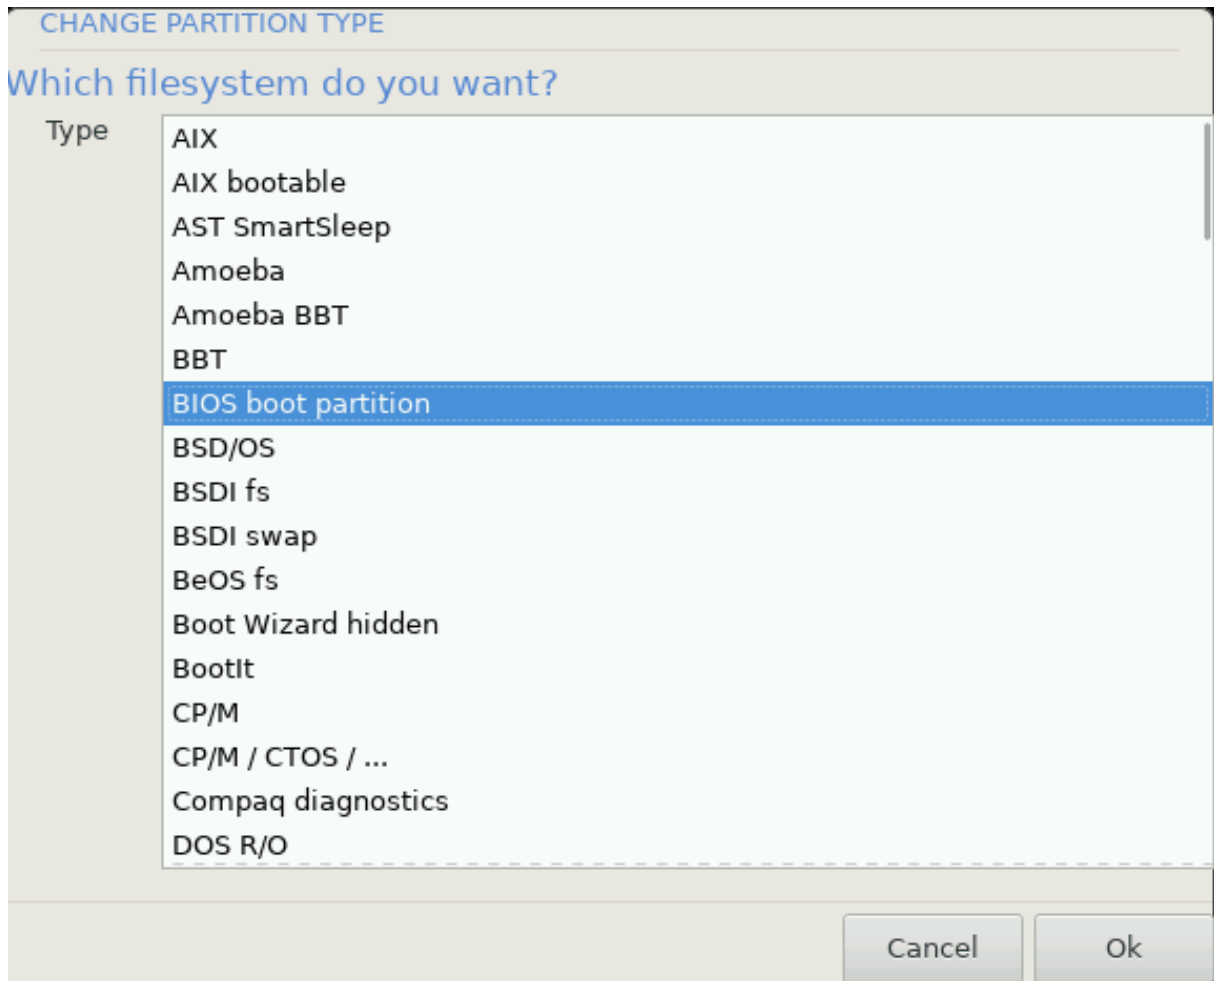 CHANGE PARTITION TYPE
Which filesystem do you want?
Type
AIX
AIX bootable
AST SmartSleep
Amoeba
Amoeba BBT
BBT
BIOS boot partition
BSD/OS
BSDI fs
BSDI swap
BeOS fs
Boot Wizard hidden
BootIt
CP/M
CP/M / CTOS / ...
Compaq diagnostics
DOS R/O
Cancel
Ok